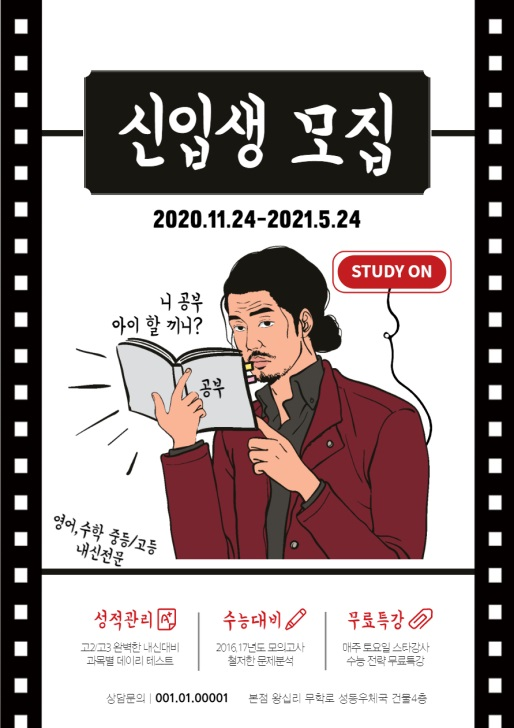 신입생 모집
2020.11.24-2021.5.24
STUDY ON
니 공부
아이 할 끼니?
공부
영어,수학 중등/고등
내신전문
성적관리 A+
고2/고3 완벽한 내신대비
과목별 데이리 테스트
수능대비
2016,17년도 모의고사
철저한 문제분석
무료특강
매주 토요일 스타강사
수능 전략 무료특강
상담문의 | 001.01.00001 본점 왕십리 무학로 성동우체국 건물4층